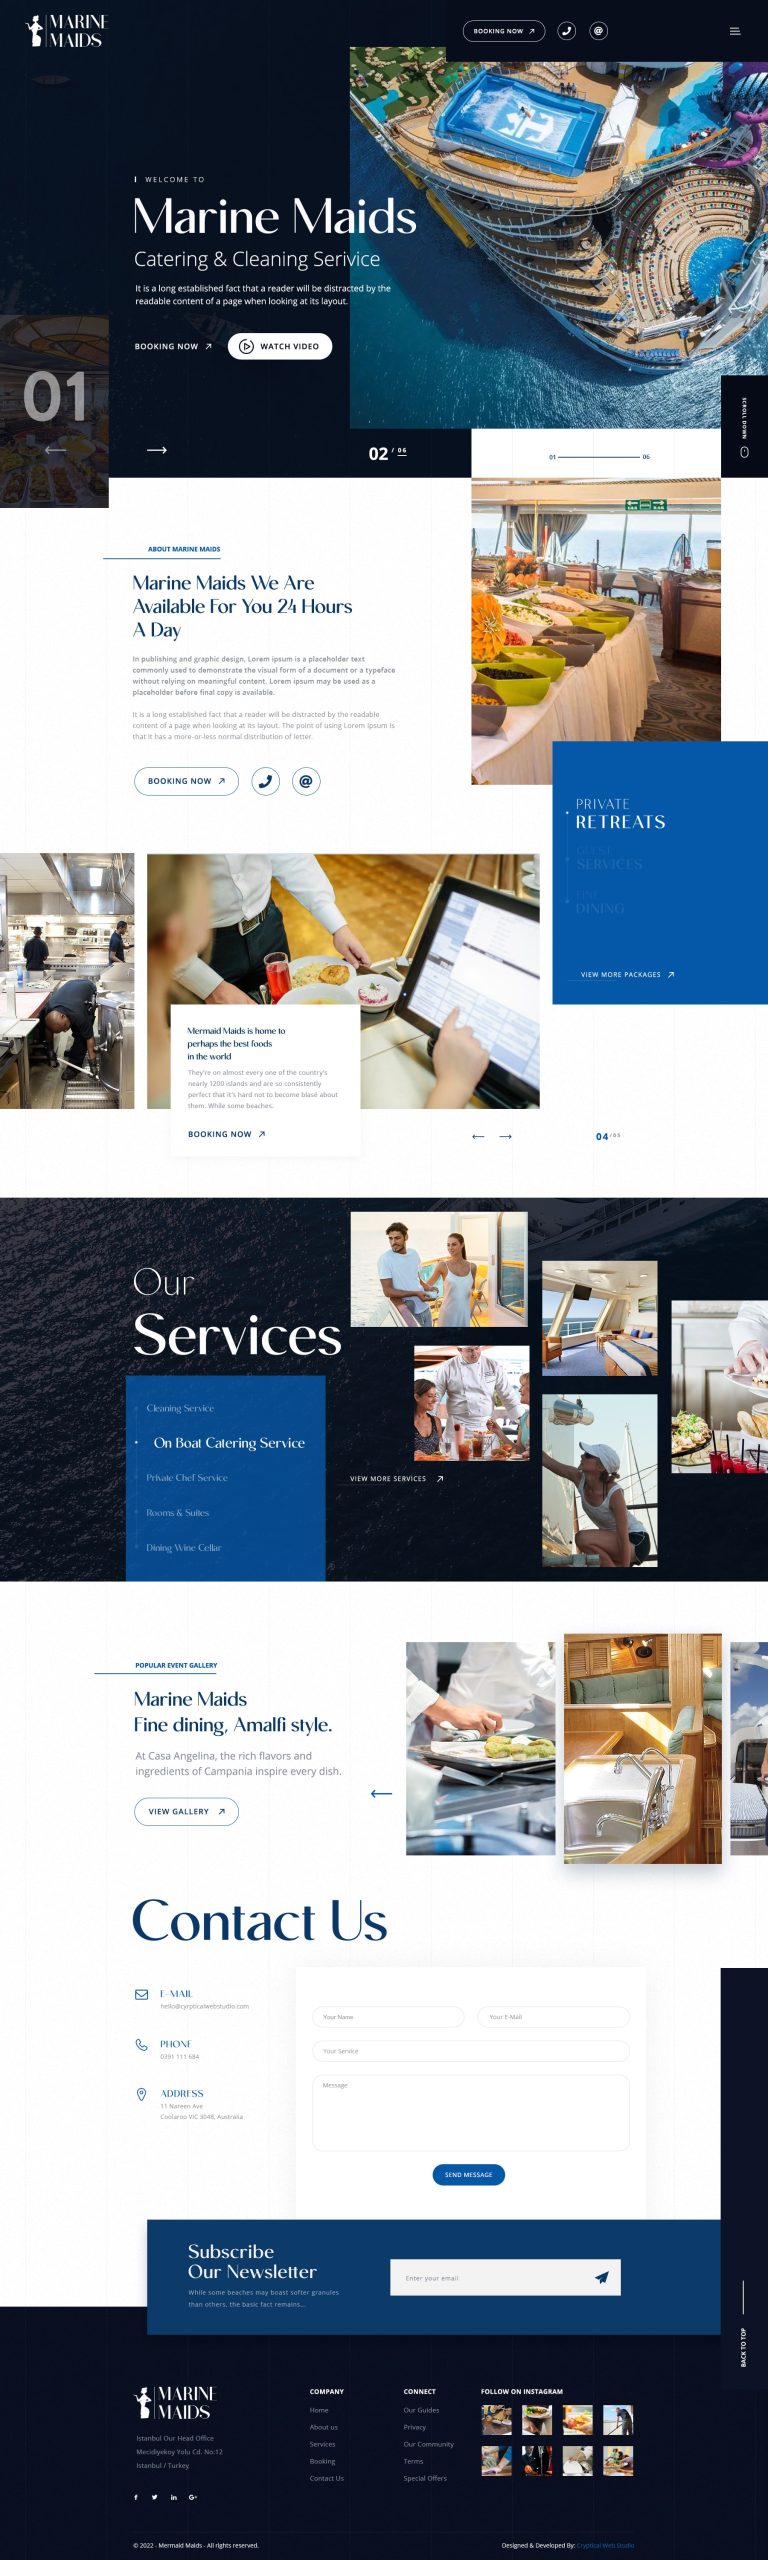 MARINE
MAIDS
BOOKING NOW
WELCOME TO
Marine Maids
Catering & Cleaning Serivice
It is a long established fact that a reader will be distracted by the
readable content of a page when looking at its layout.
BOOKING NOW
WATCH VIDEO
01
02 / 06
01
06
SCROLL DOWN
ABOUT MARINE MAIDS
Marine Maids We Are
Available For You 24 Hours
A Day
In publishing and graphic design, Lorem ipsum is a placeholder text
commonly used to demonstrate the visual form of a document or a typeface
without relying on meaningful content. Lorem ipsum may be used as a
placeholder before final copy is available.
It is a long established fact that a reader will be distracted by the readable
content of a page when looking at its layout. The point of using Lorem Ipsum is
that it has a more-or-less normal distribution of letter.
BOOKING NOW
PRIVATE
RETREATS
GUEST
SERVICES
FINE
DINING
VIEW MORE PACKAGES
Mermaid Maids is home to
perhaps the best foods
in the world
They're on almost every one of the country's
nearly 1200 islands and are so consistently
perfect that it's hard not to become blasé about
them. While some beaches.
BOOKING NOW
04 / 05
Our
Services
Cleaning Service
On Boat Catering Service
Private Chef Service
Rooms & Suites
Dining Wine Cellar
VIEW MORE SERVICES
POPULAR EVENT GALLERY
Marine Maids
Fine dining, Amalfi style.
At Casa Angelina, the rich flavors and
ingredients of Campania inspire every dish.
VIEW GALLERY
Contact Us
E-MAIL
hello@cyrpticalwebstudio.com
PHONE
0391 111 684
ADDRESS
11 Nareen Ave
Coolaroo VIC 3048, Australia
Your Name
Your E-Mail
Your Service
Message
SEND MESSAGE
Subscribe
Our Newsletter
While some beaches may boast softer granules
than others, the basic fact remains...
Enter your email
BACK TO TOP
MARINE
MAIDS
Istanbul Our Head Office
Mecidiyekoy Yolu Cd. No:12
Istanbul / Turkey
COMPANY
Home
About us
Services
Booking
Contact Us
CONNECT
Our Guides
Privacy
Our Community
Terms
Special Offers
FOLLOW ON INSTAGRAM
© 2022 - Mermaid Maids - All rights reserved.
Designed & Developed By: Cryptical Web Studio